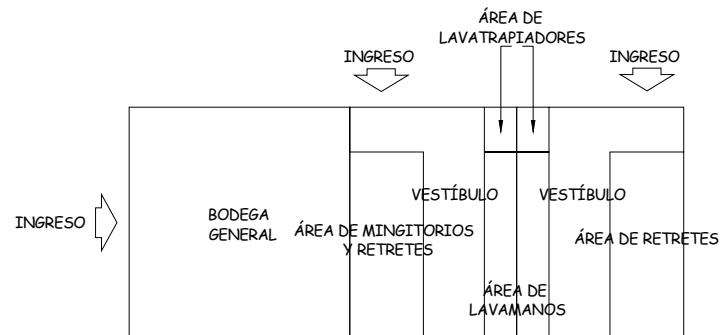 ÁREA DE
LAVATRAPIADORES
INGRESO
INGRESO
INGRESO
BODEGA
GENERAL
ÁREA DE MINGITORIOS
Y RETRETES
VESTÍBULO
VESTÍBULO
ÁREA DE RETRETES
ÁREA DE
LAVAMANOS